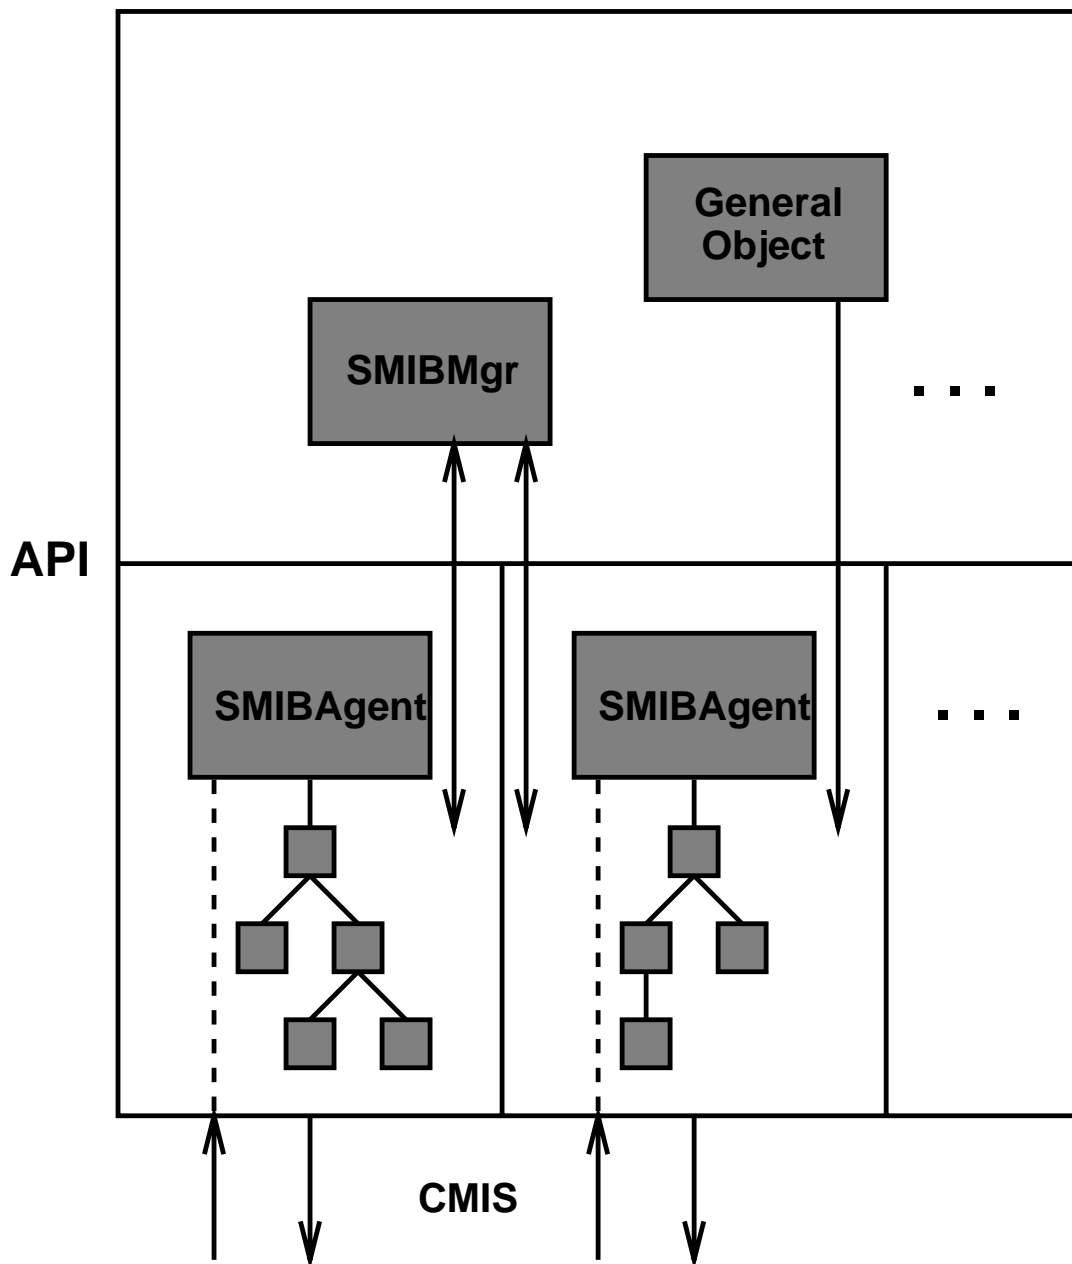 General
Object
SMIBMgr
. . .
API
SMIBAgent
SMIBAgent
. . .
CMIS